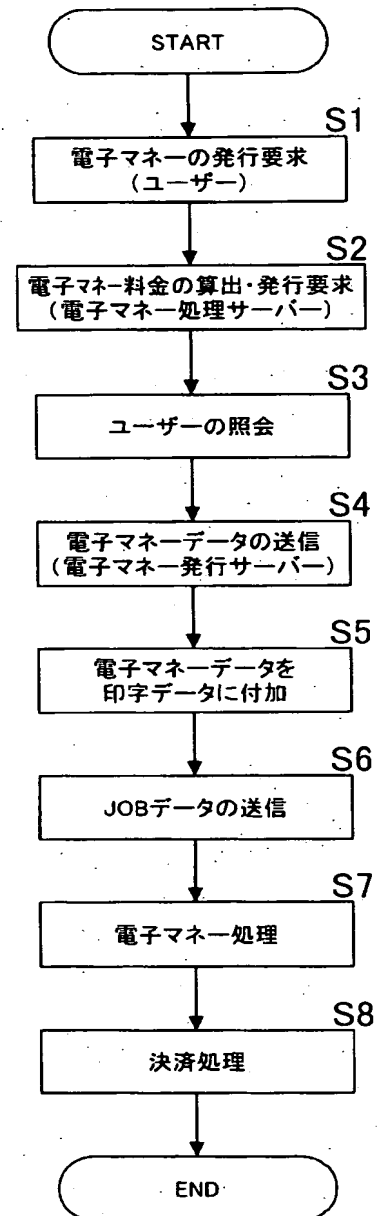 START
S1
電子マネーの発行要求
(ユーザー)
S2
電子マネー料金の算出・発行要求
(電子マネー処理サーバー)
S3
ユーザーの照会
S4
電子マネーデータの送信
(電子マネー発行サーバー)
S5
電子マネーデータを
印字データに付加
S6
JOBデータの送信
S7
電子マネー処理
S8
決済処理
END